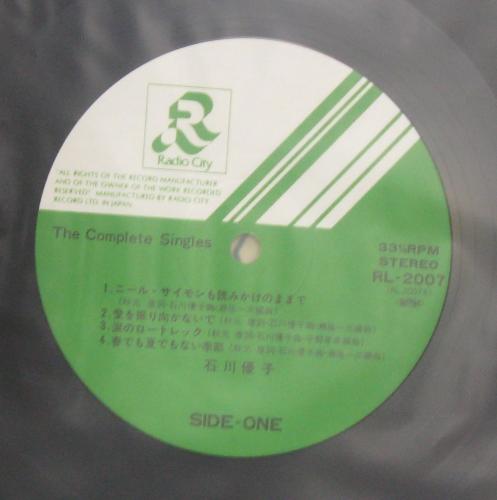 Radio City
"ALL RIGHTS OF THE RECORD MANUFACTURER
AND OF THE OWNER OF THE WORK RECORDED
RESERVED" MANUFACTURED BY RADIO CITY
RECORD LTD. IN JAPAN.
The Complete Singles
33⅓RPM
STEREO
RL-2007
1.ニール・サイモンも読みかけのままで
2.愛を振り向かないで
3.涙のロートレック
4.春でも夏でもない季節
石川優子
SIDE-ONE